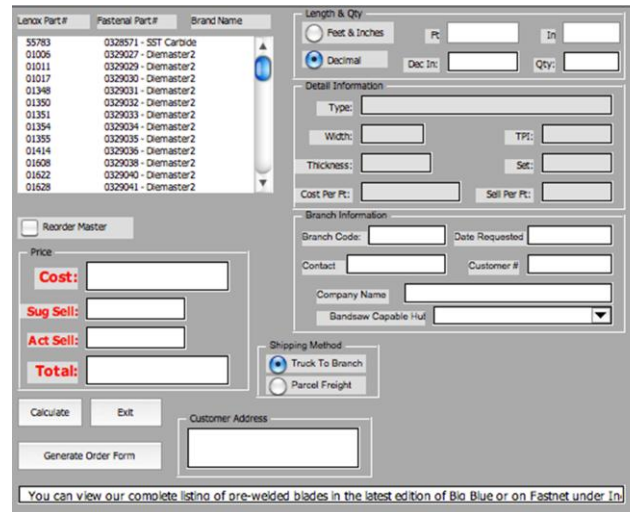 Lenox Part# Fastenal Part# Brand Name
55783 0328571 - SST Carbide
01006 0329027 - Diemaster2
01011 0329029 - Diemaster2
01017 0329030 - Diemaster2
01348 0329031 - Diemaster2
01350 0329032 - Diemaster2
01351 0329033 - Diemaster2
01354 0329034 - Diemaster2
01355 0329035 - Diemaster2
01414 0329036 - Diemaster2
01608 0329038 - Diemaster2
01622 0329040 - Diemaster2
01628 0329041 - Diemaster2
Reorder Master
Price
Cost:
Sug Sell:
Act Sell:
Total:
Calculate Exit
Generate Order Form
Length & Qty
Feet & Inches Ft In
Decimal Dec In: Qty:
Detail Information
Type:
Width: TPI:
Thickness: Set:
Cost Per Ft: Sell Per Ft:
Branch Information
Branch Code: Date Requested
Contact Customer #
Company Name
Bandsaw Capable Hub
Shipping Method
Truck To Branch
Parcel Freight
Customer Address
You can view our complete listing of pre-welded blades in the latest edition of Big Blue or on Fastnet under In